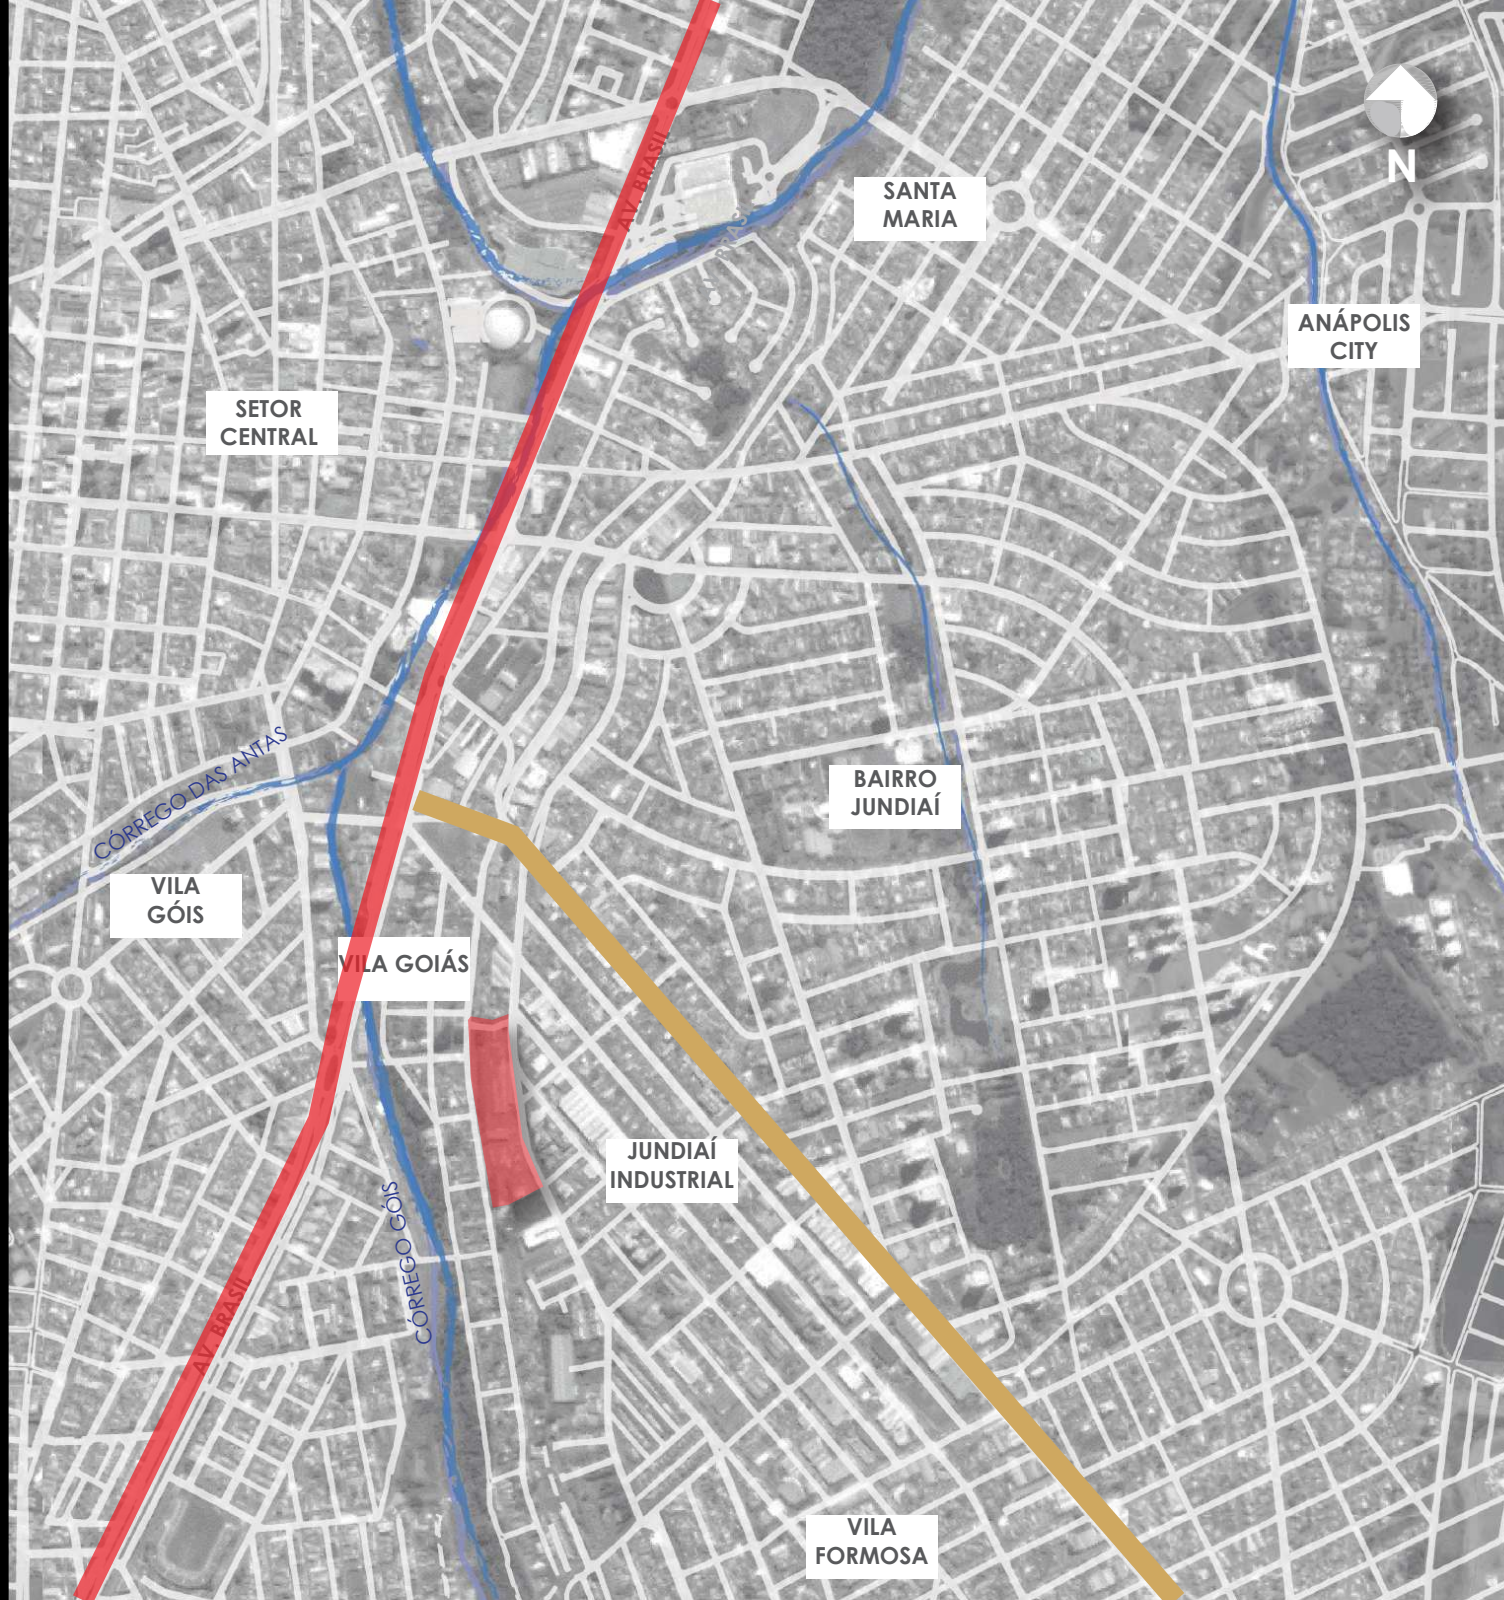 AV. BRASIL
N
SANTA
MARIA
ANÁPOLIS
CITY
SETOR
CENTRAL
CÓRREGO DAS ANTAS
BAIRRO
JUNDIAÍ
VILA
GÓIS
VILA GOIÁS
JUNDIAÍ
INDUSTRIAL
CÓRREGO GÓIS
AV. BRASIL
VILA
FORMOSA